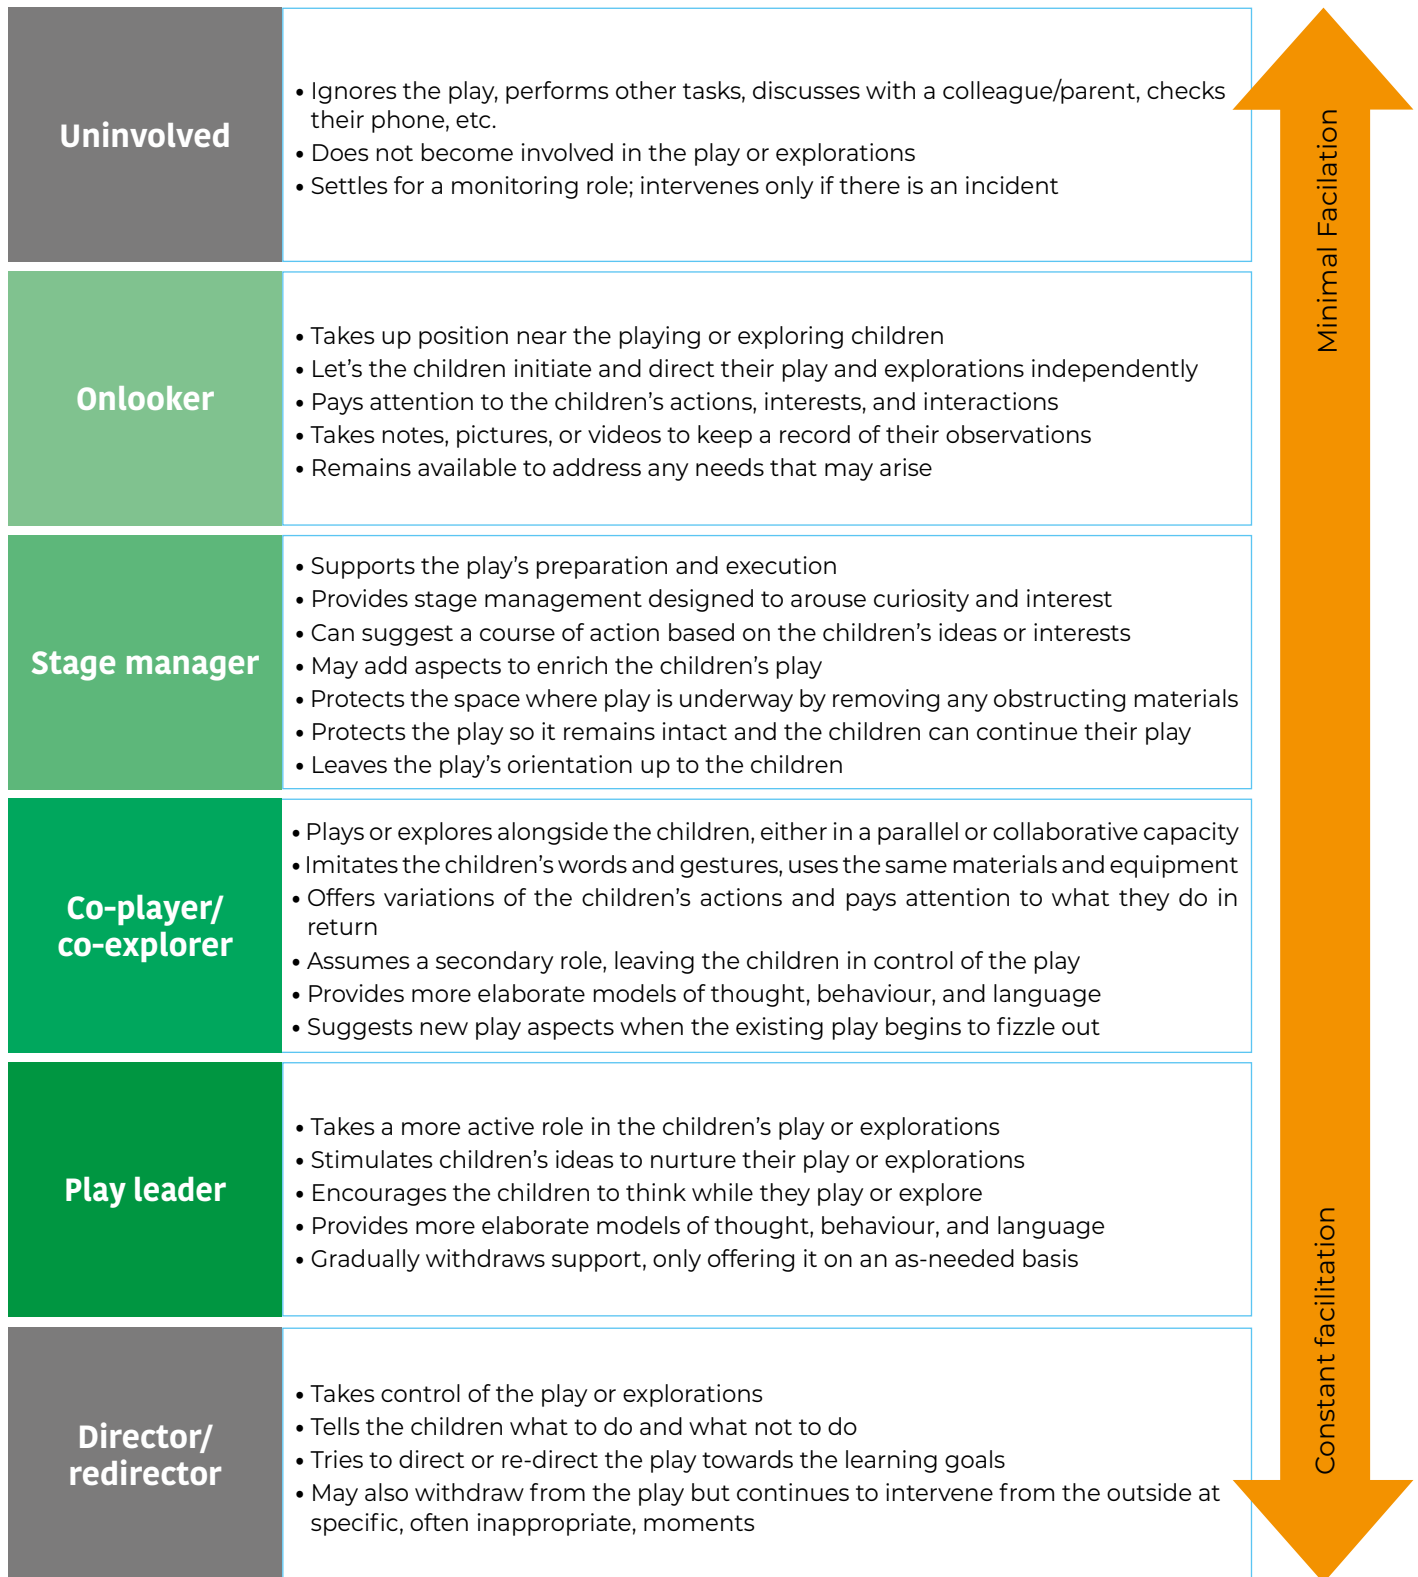 Uninvolved
• Ignores the play, performs other tasks, discusses with a colleague/parent, checks
their phone, etc.
• Does not become involved in the play or explorations
• Settles for a monitoring role; intervenes only if there is an incident
Onlooker
• Takes up position near the playing or exploring children
• Let’s the children initiate and direct their play and explorations independently
• Pays attention to the children’s actions, interests, and interactions
• Takes notes, pictures, or videos to keep a record of their observations
• Remains available to address any needs that may arise
Stage manager
• Supports the play’s preparation and execution
• Provides stage management designed to arouse curiosity and interest
• Can suggest a course of action based on the children’s ideas or interests
• May add aspects to enrich the children’s play
• Protects the space where play is underway by removing any obstructing materials
• Protects the play so it remains intact and the children can continue their play
• Leaves the play’s orientation up to the children
Co-player/
co-explorer
• Plays or explores alongside the children, either in a parallel or collaborative capacity
• Imitates the children’s words and gestures, uses the same materials and equipment
• Offers variations of the children’s actions and pays attention to what they do in
return
• Assumes a secondary role, leaving the children in control of the play
• Provides more elaborate models of thought, behaviour, and language
• Suggests new play aspects when the existing play begins to fizzle out
Play leader
• Takes a more active role in the children’s play or explorations
• Stimulates children’s ideas to nurture their play or explorations
• Encourages the children to think while they play or explore
• Provides more elaborate models of thought, behaviour, and language
• Gradually withdraws support, only offering it on an as-needed basis
Director/
redirector
• Takes control of the play or explorations
• Tells the children what to do and what not to do
• Tries to direct or re-direct the play towards the learning goals
• May also withdraw from the play but continues to intervene from the outside at
specific, often inappropriate, moments
Minimal Facilation
Constant facilitation